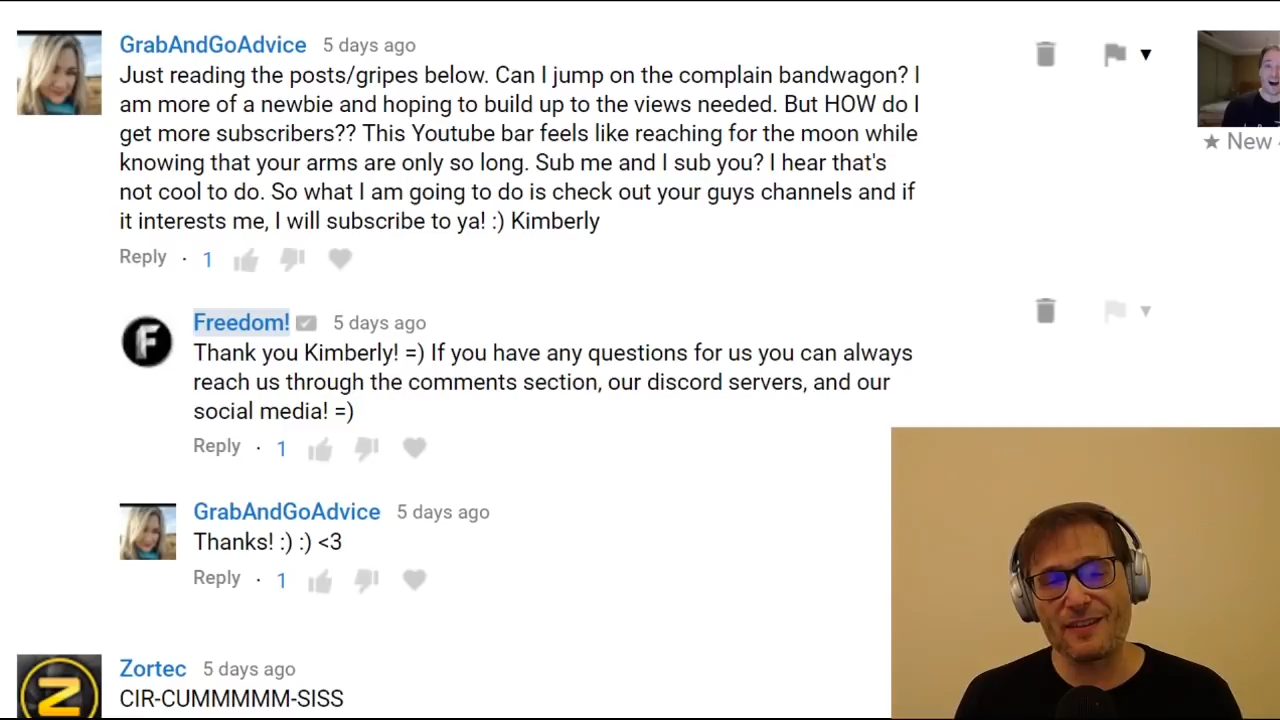 GrabAndGoAdvice 5 days ago
Just reading the posts/gripes below. Can I jump on the complain bandwagon? I
am more of a newbie and hoping to build up to the views needed. But HOW do I
get more subscribers?? This Youtube bar feels like reaching for the moon while
knowing that your arms are only so long. Sub me and I sub you? I hear that's
not cool to do. So what I am going to do is check out your guys channels and if
it interests me, I will subscribe to ya! :) Kimberly
Reply · 1
★ New
F
Freedom! 5 days ago
Thank you Kimberly! =) If you have any questions for us you can always
reach us through the comments section, our discord servers, and our
social media! =)
Reply · 1
GrabAndGoAdvice 5 days ago
Thanks! :) :) <3
Reply · 1
Z
Zortec 5 days ago
CIR-CUMMMMM-SISS